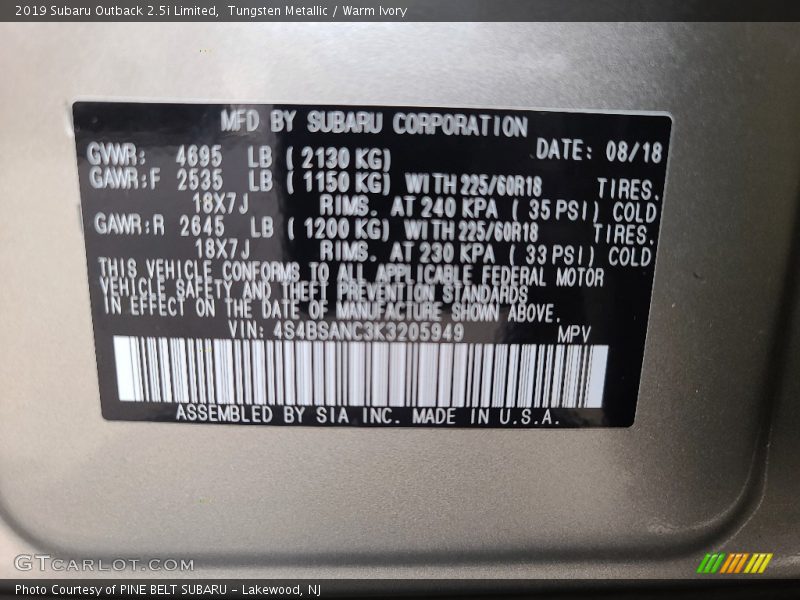 2019 Subaru Outback 2.5i Limited,  Tungsten Metallic / Warm Ivory
MFD BY SUBARU CORPORATION
DATE: 08/18
GVWR: 4695 LB ( 2130 KG)
GAWR:F 2535 LB ( 1150 KG) WITH 225/60R18 TIRES.
18X7J RIMS. AT 240 KPA ( 35 PSI) COLD
GAWR:R 2645 LB ( 1200 KG) WITH 225/60R18 TIRES.
18X7J RIMS. AT 230 KPA ( 33 PSI) COLD
THIS VEHICLE CONFORMS TO ALL APPLICABLE FEDERAL MOTOR
VEHICLE SAFETY AND THEFT PREVENTION STANDARDS
IN EFFECT ON THE DATE OF MANUFACTURE SHOWN ABOVE.
VIN: 4S4BSANC3K3205949 MPV
ASSEMBLED BY SIA INC. MADE IN U.S.A.
GTCARLOT.COM
Photo Courtesy of PINE BELT SUBARU - Lakewood, NJ